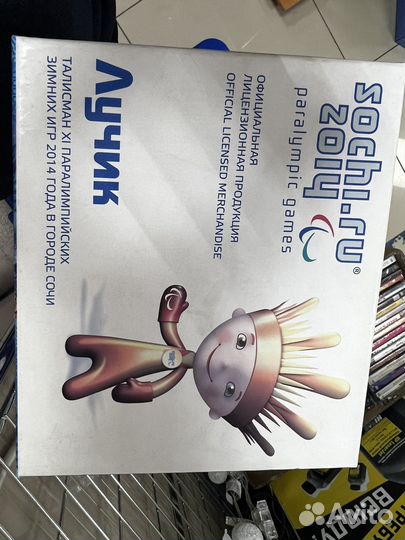 sochi.ru
2014
®
paralympic games
ОФИЦИАЛЬНАЯ
ЛИЦЕНЗИОННАЯ ПРОДУКЦИЯ
OFFICIAL LICENSED MERCHANDISE
Лучик
ТАЛИСМАН XI ПАРАЛИМПИЙСКИХ
ЗИМНИХ ИГР 2014 ГОДА В ГОРОДЕ СОЧИ
Avito